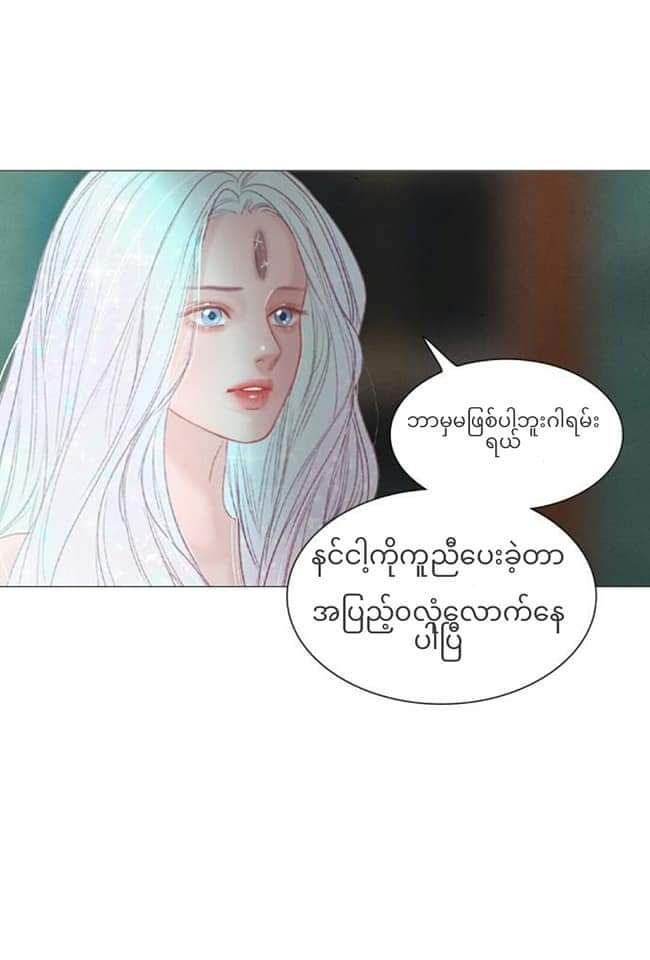 ဘာမှမဖြစ်ပါဘူးဂါရမ်း
ရယ်
နင်ငါ့ကိုကူညီပေးခဲ့တာ
အပြည့်ဝလုံလောက်နေ
ပါပြီ